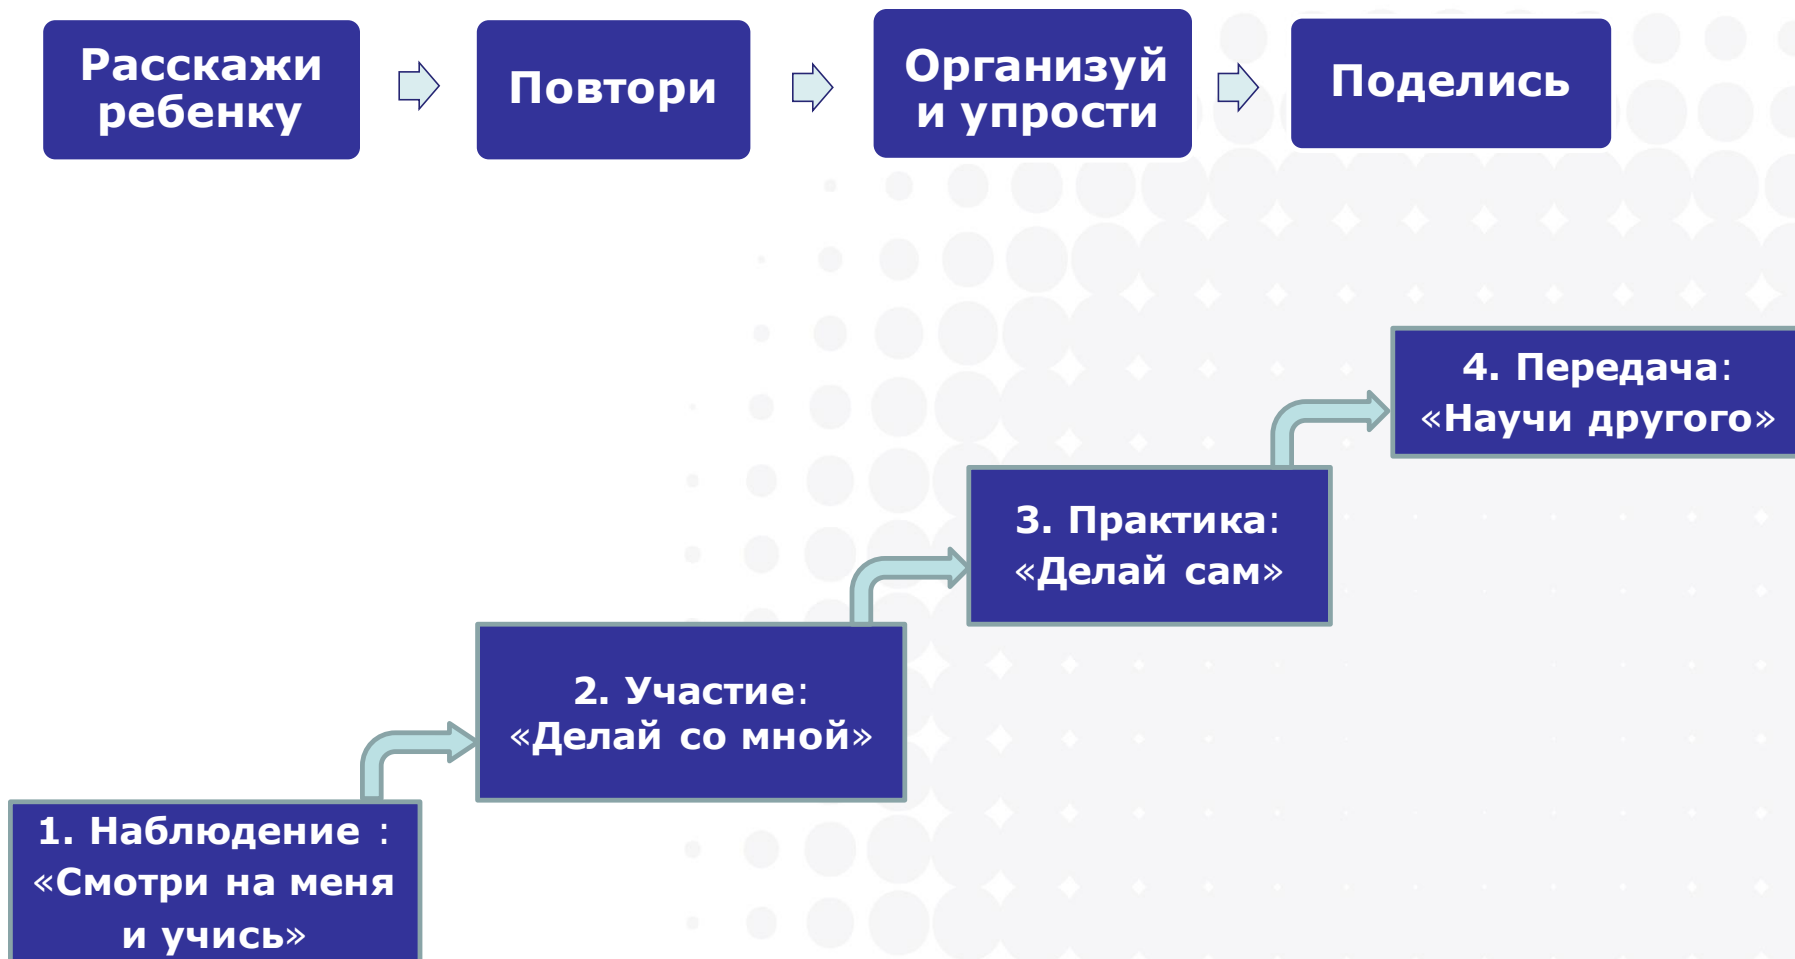 Расскажи
ребенку
Повтори
Организуй
и упрости
Поделись
4. Передача:
«Научи другого»
3. Практика:
«Делай сам»
2. Участие:
«Делай со мной»
1. Наблюдение :
«Смотри на меня
и учись»